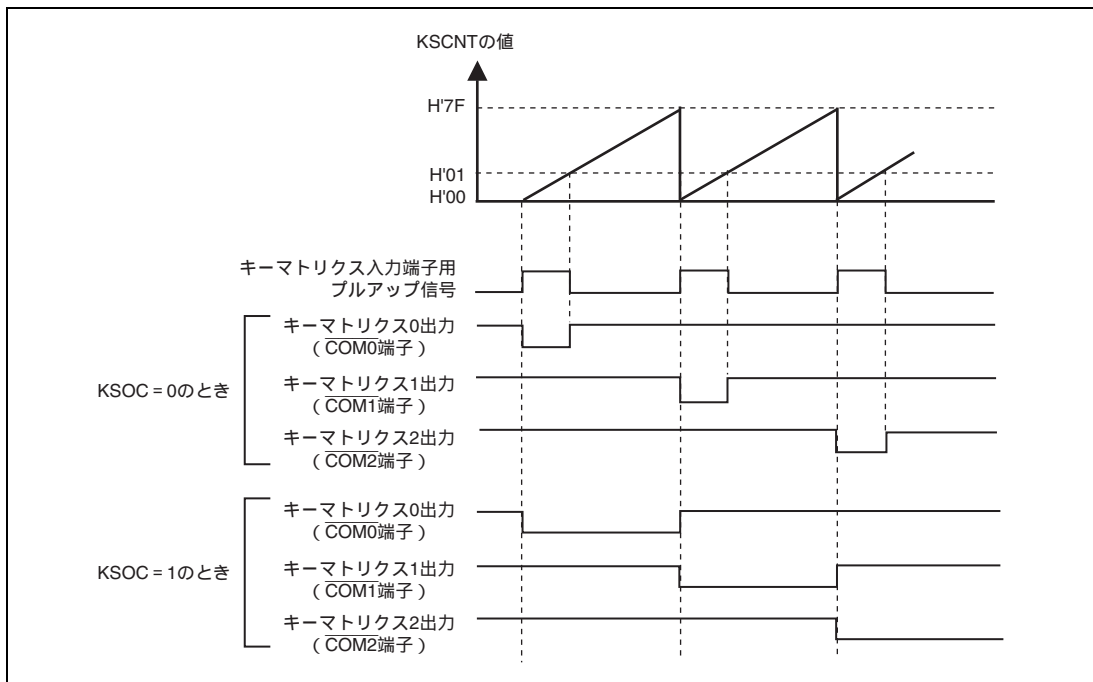 KSCNTの値
H'7F
H'01
H'00
キーマトリクス入力端子用
プルアップ信号
キーマトリクス0出力
（COM0端子）
KSOC = 0のとき
キーマトリクス1出力
（COM1端子）
キーマトリクス2出力
（COM2端子）
キーマトリクス0出力
（COM0端子）
KSOC = 1のとき
キーマトリクス1出力
（COM1端子）
キーマトリクス2出力
（COM2端子）